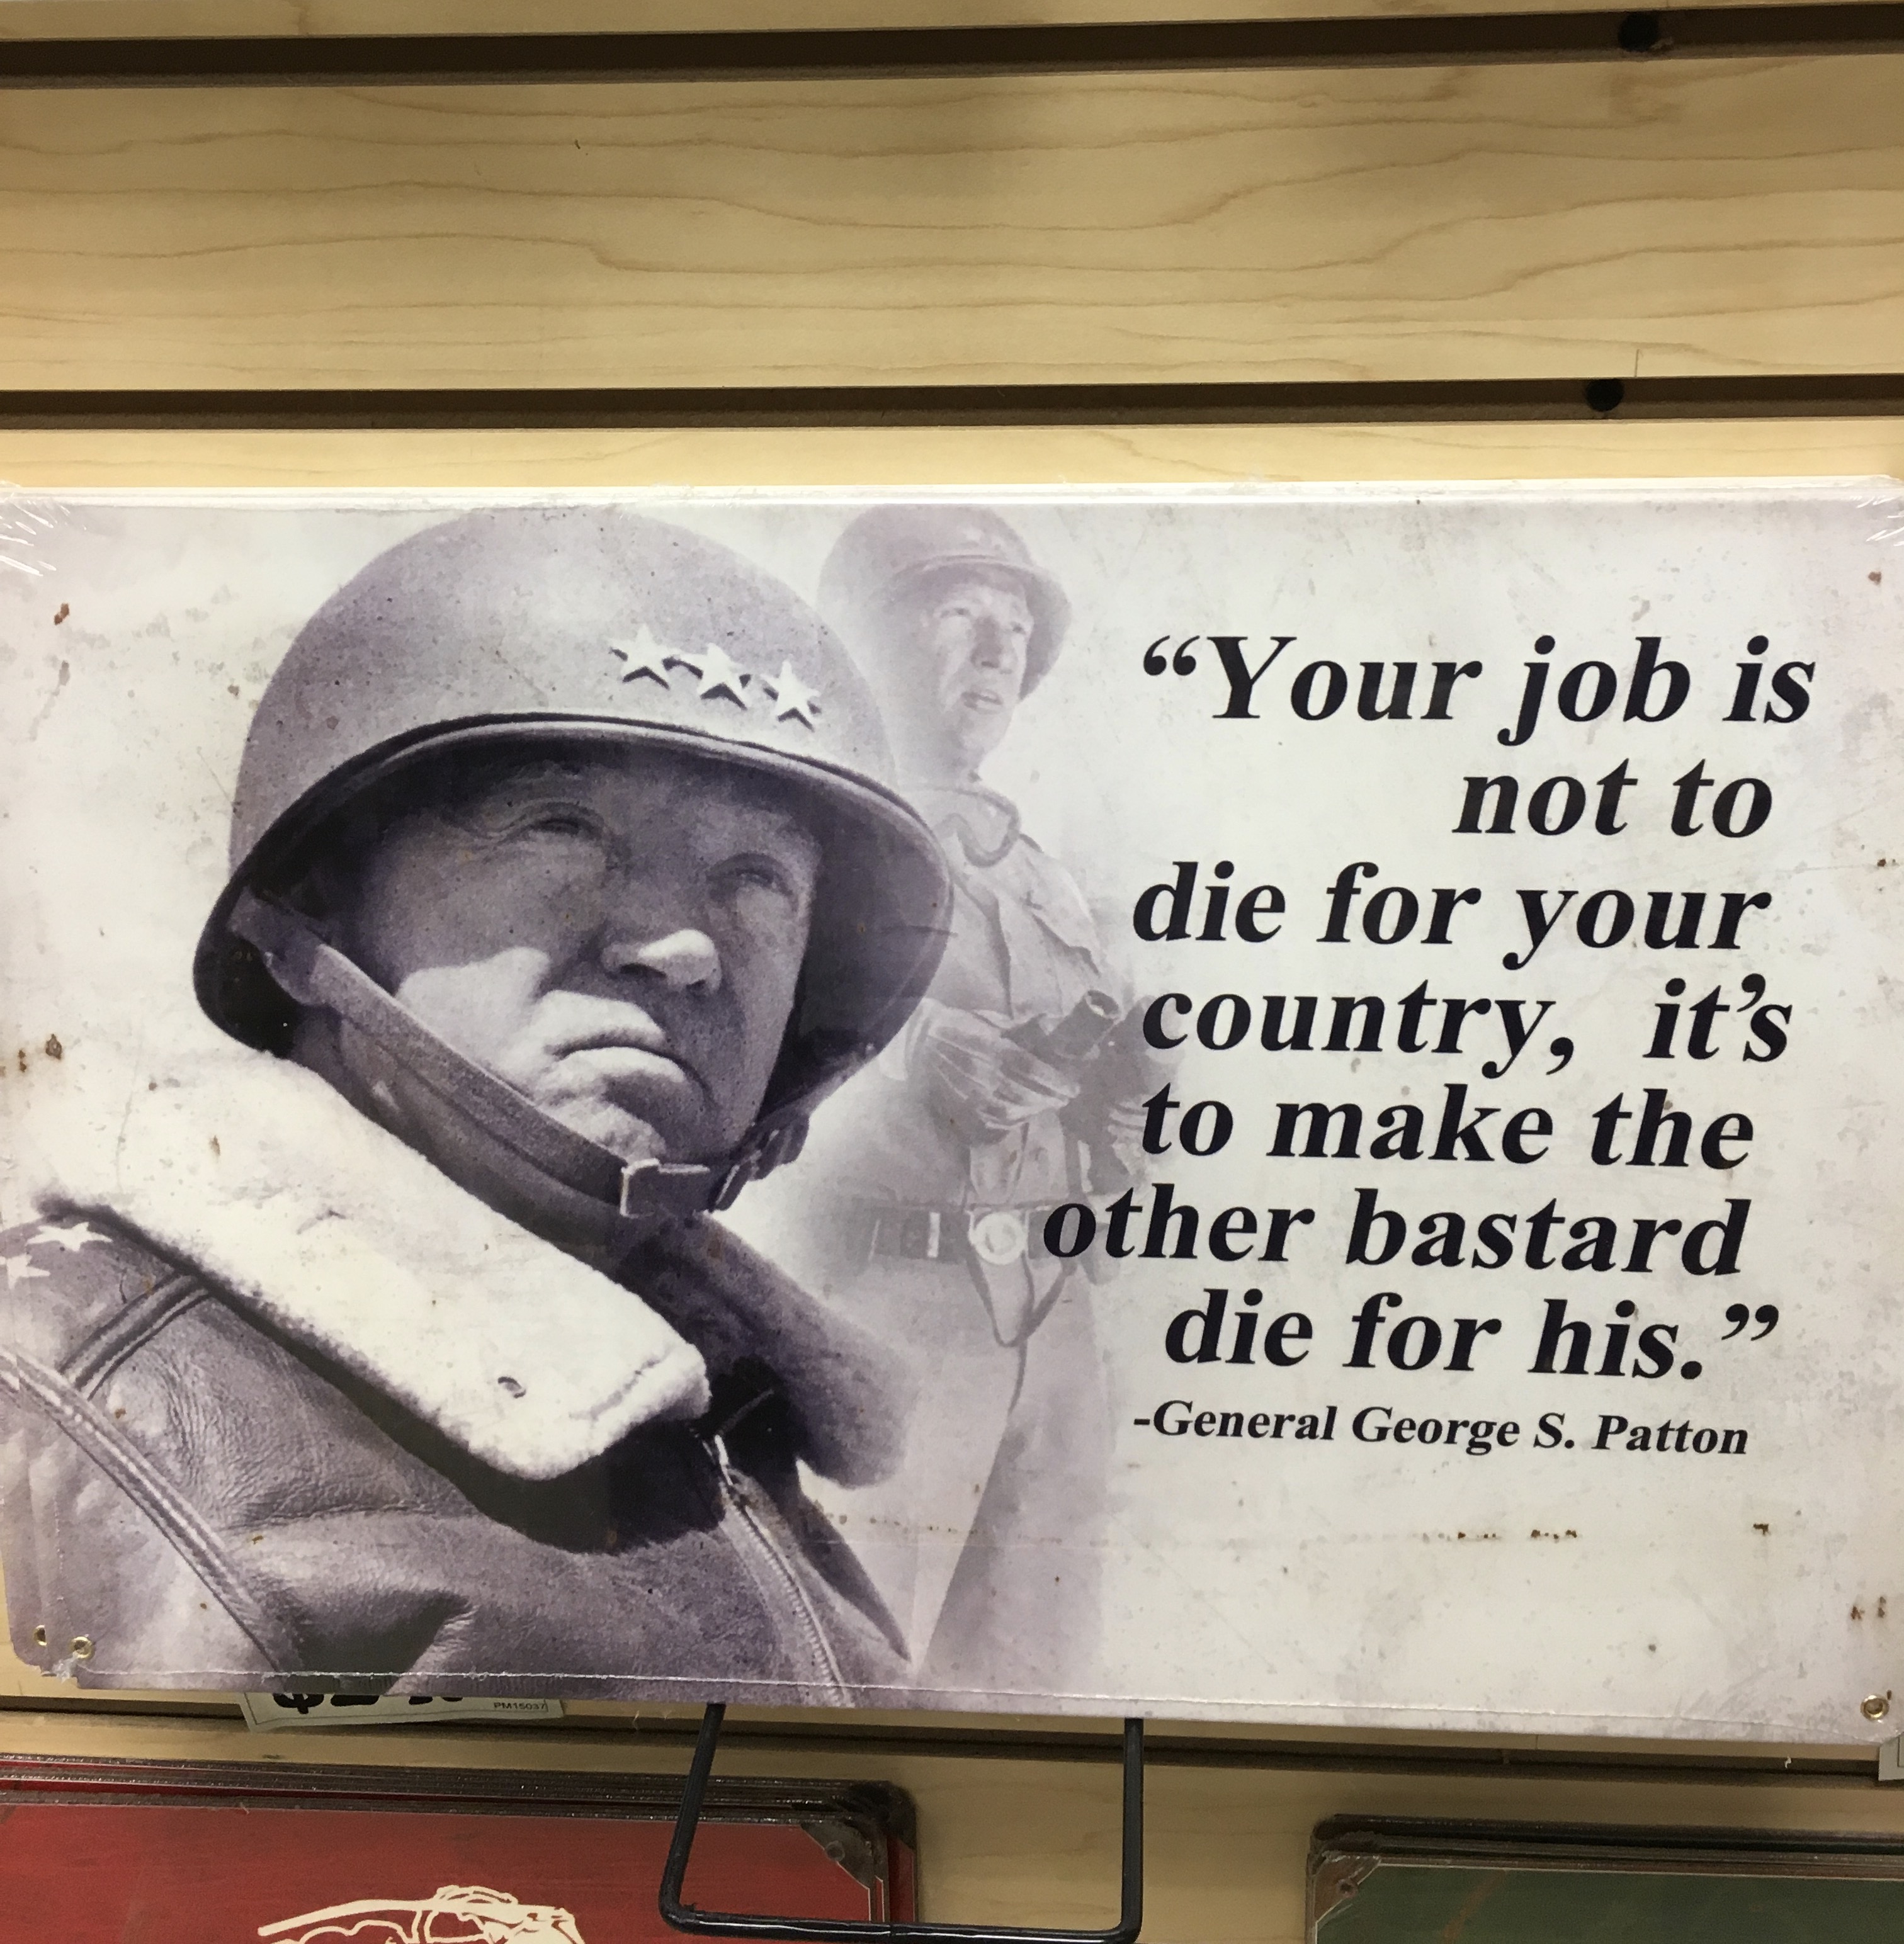 “Your job is
not to
die for your
country, it’s
to make the
other bastard
die for his.”
-General George S. Patton
PM15037